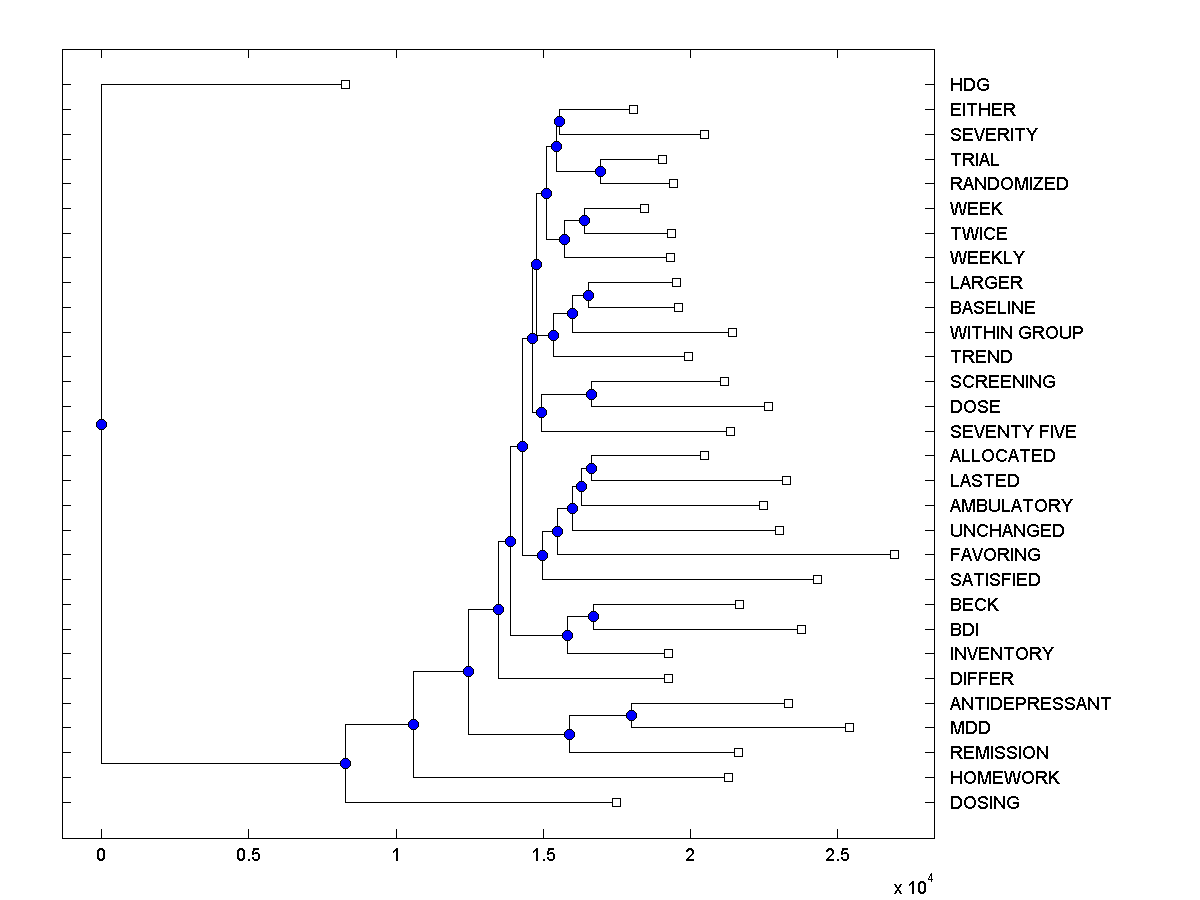 HDG
EITHER
SEVERITY
TRIAL
RANDOMIZED
WEEK
TWICE
WEEKLY
LARGER
BASELINE
WITHIN GROUP
TREND
SCREENING
DOSE
SEVENTY FIVE
ALLOCATED
LASTED
AMBULATORY
UNCHANGED
FAVORING
SATISFIED
BECK
BDI
INVENTORY
DIFFER
ANTIDEPRESSANT
MDD
REMISSION
HOMEWORK
DOSING
0 0.5 1 1.5 2 2.5
x 10^4